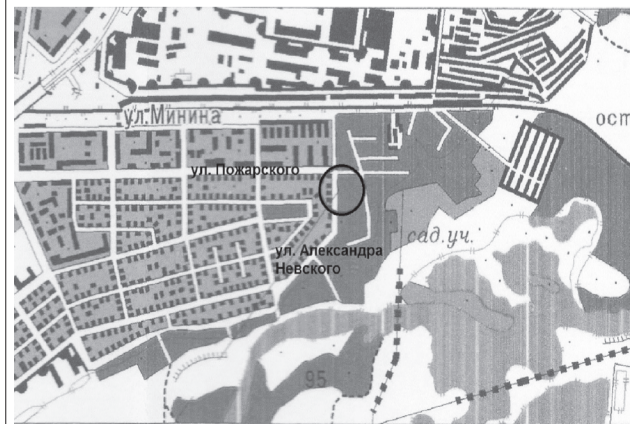 ул. Минина
ост
ул. Пожарского
сад. уч.
ул. Александра
Невского
95